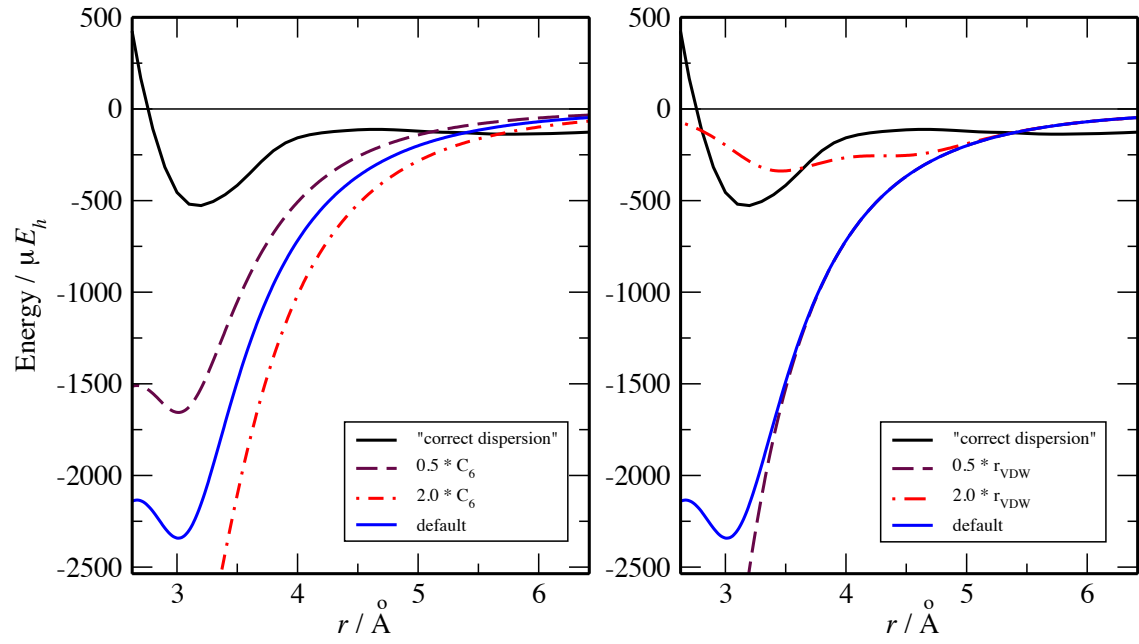 500
0
-500
-1000
-1500
-2000
-2500
Energy / μE_h
3 4 5 6
r / Å
"correct dispersion"
0.5 * C_6
2.0 * C_6
default
500
0
-500
-1000
-1500
-2000
-2500
3 4 5 6
r / Å
"correct dispersion"
0.5 * r_VDW
2.0 * r_VDW
default